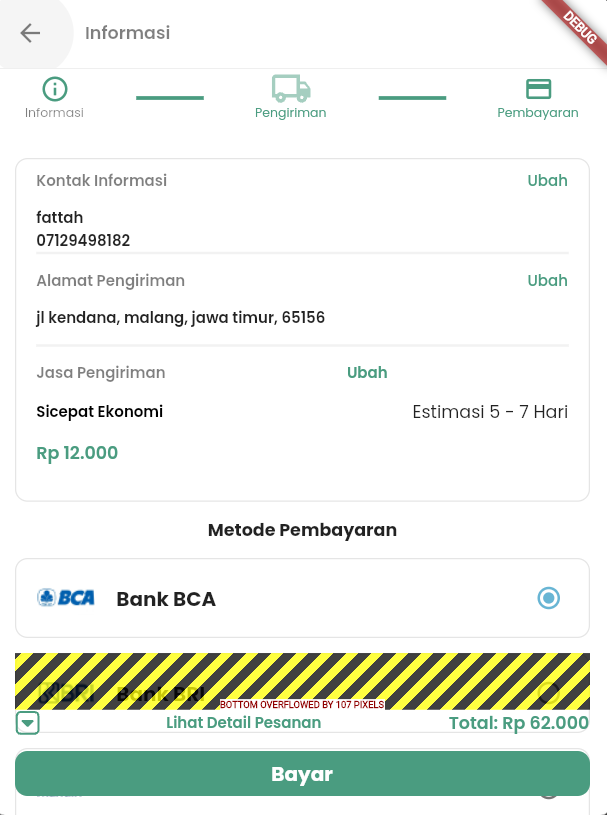 Informasi
DEBUG
Informasi
Pengiriman
Pembayaran
Kontak Informasi
Ubah
fattah
07129498182
Alamat Pengiriman
Ubah
jl kendana, malang, jawa timur, 65156
Jasa Pengiriman
Ubah
Sicepat Ekonomi
Estimasi 5 - 7 Hari
Rp 12.000
Metode Pembayaran
BCA
Bank BCA
BRI
Bank BRI
BOTTOM OVERFLOWED BY 107 PIXELS
Lihat Detail Pesanan
Total: Rp 62.000
Bayar